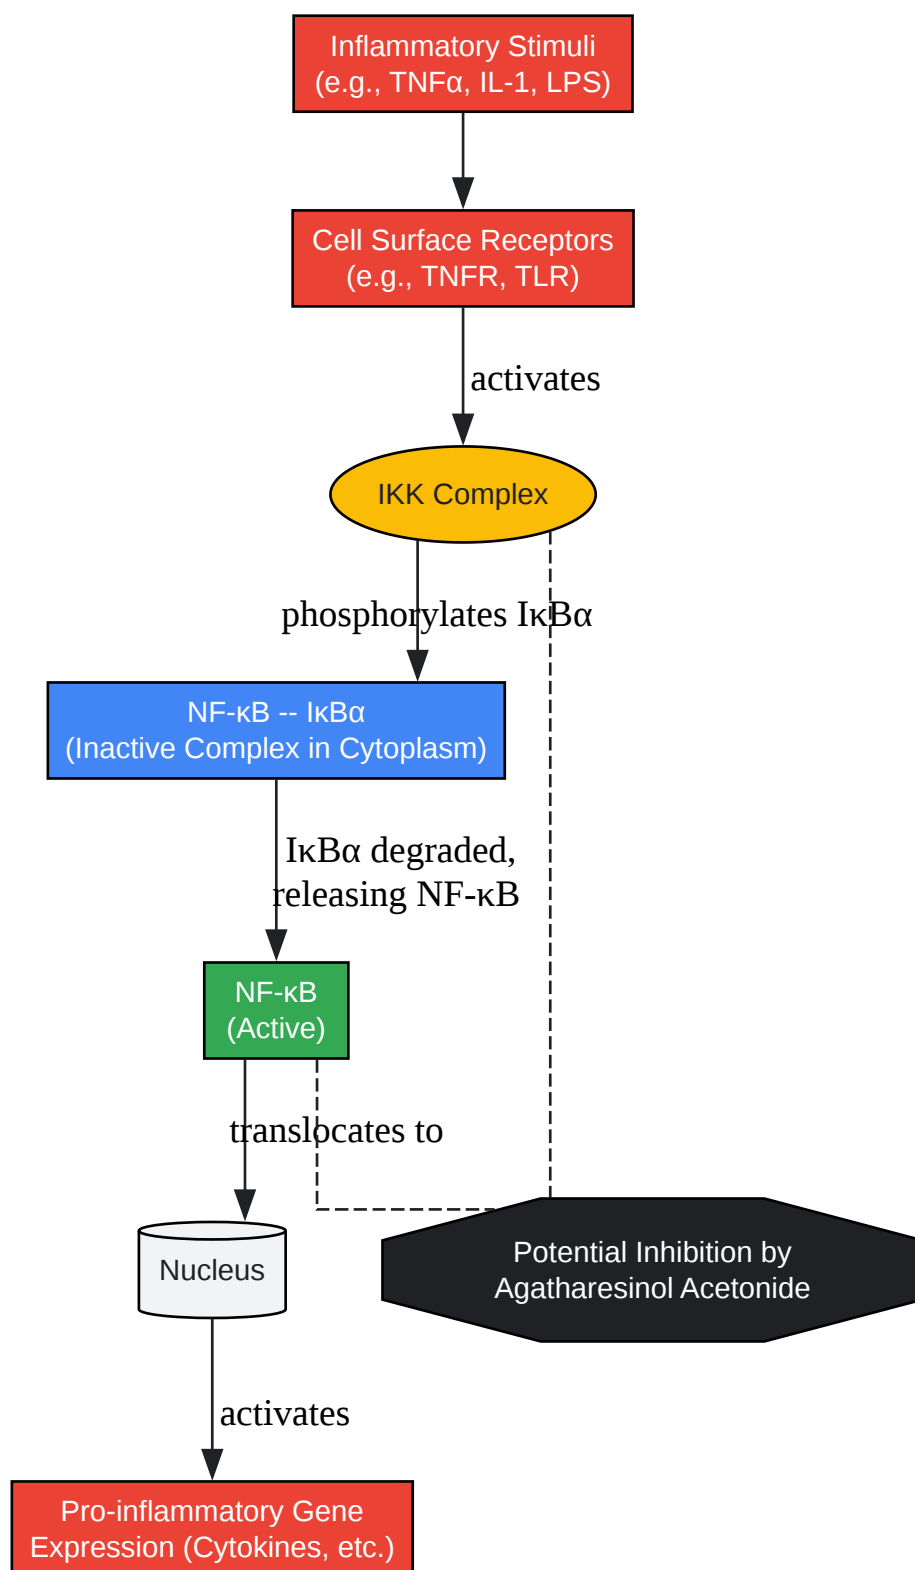 Inflammatory Stimuli
(e.g., TNFα, IL-1, LPS)
Cell Surface Receptors
(e.g., TNFR, TLR)
activates
IKK Complex
phosphorylates IκBα
NF-κB -- IκBα
(Inactive Complex in Cytoplasm)
IκBα degraded,
releasing NF-κB
NF-κB
(Active)
translocates to
Nucleus
Potential Inhibition by
Agatharesinol Acetonide
activates
Pro-inflammatory Gene
Expression (Cytokines, etc.)